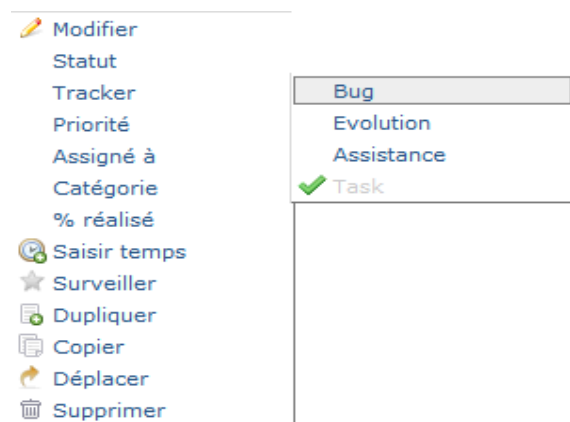 Modifier
Statut
Tracker
Priorité
Assigné à
Catégorie
% réalisé
Saisir temps
Surveiller
Dupliquer
Copier
Déplacer
Supprimer
Bug
Evolution
Assistance
Task